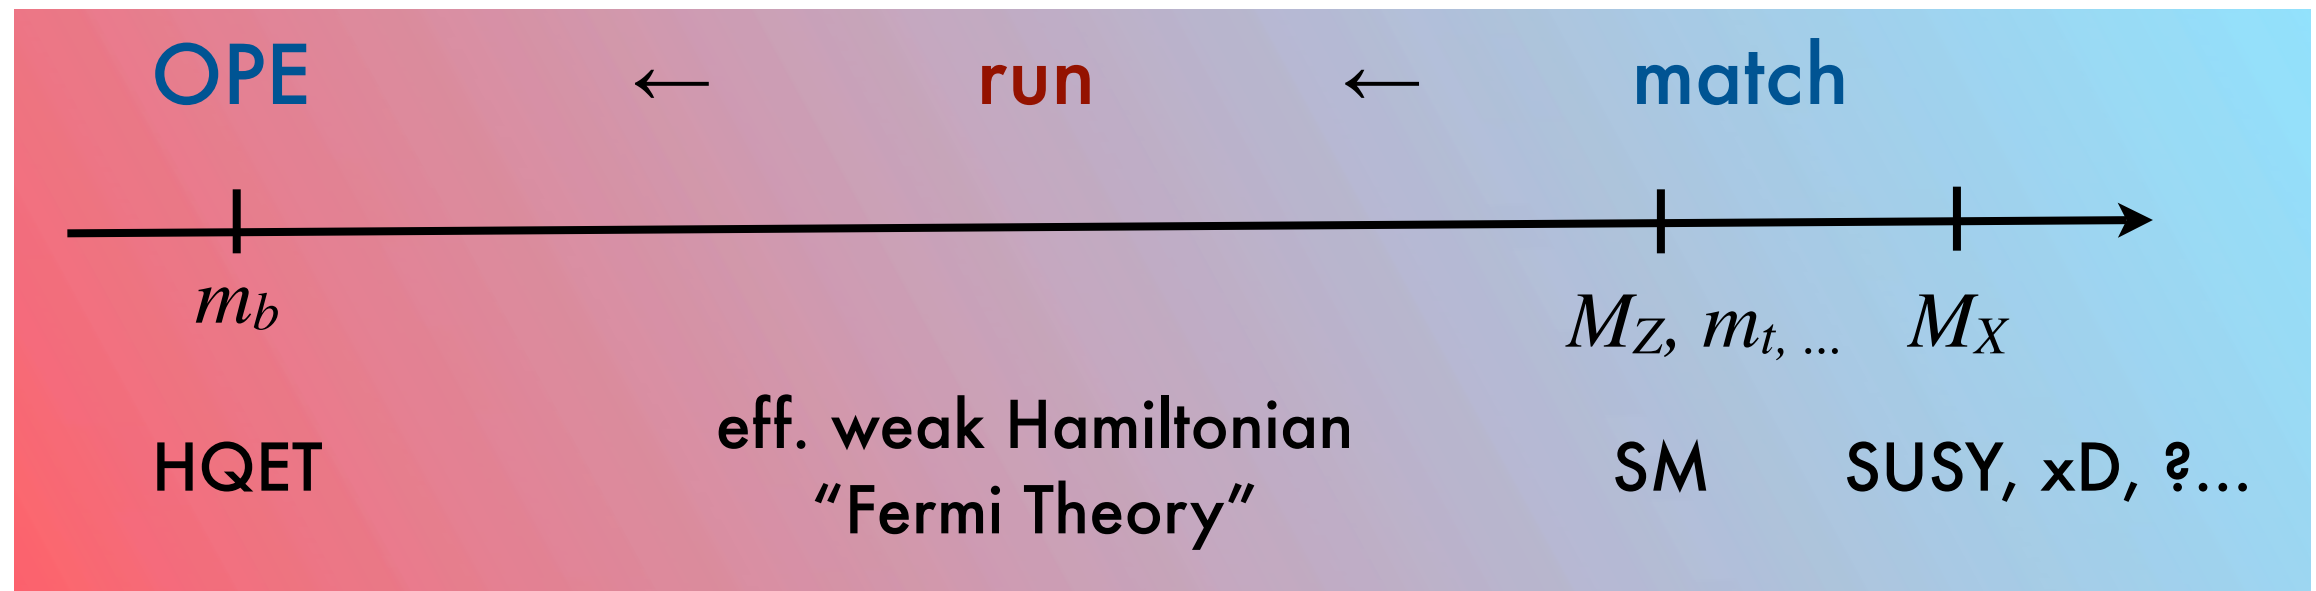 OPE ← run ← match
m_b M_Z, m_t, ... M_X
HQET eff. weak Hamiltonian SM SUSY, xD, ?...
“Fermi Theory”